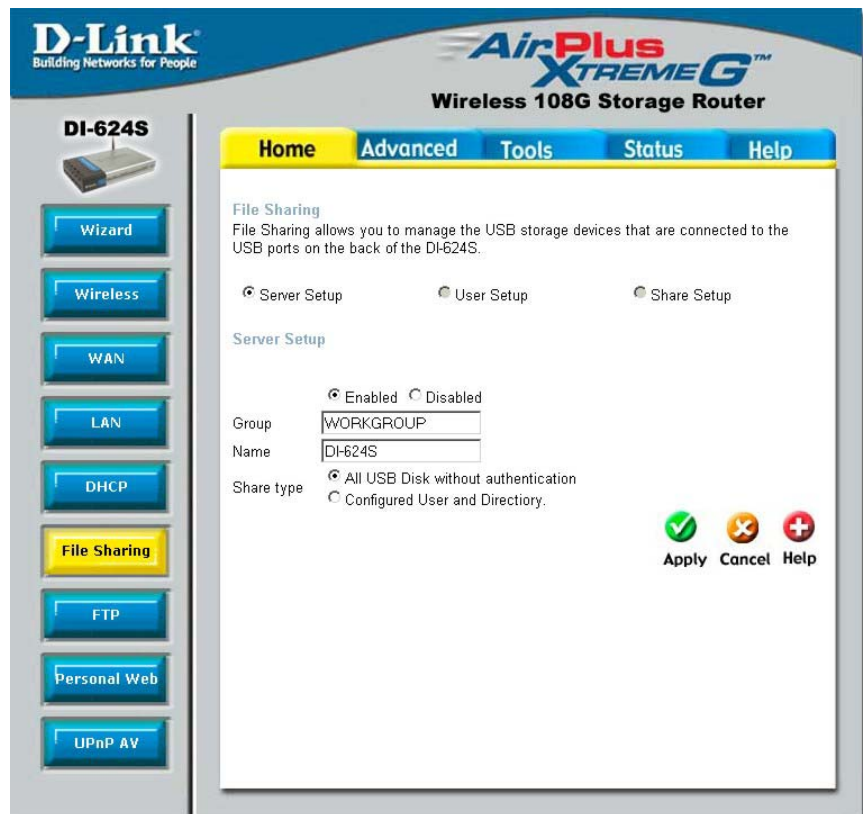 D-Link®
Building Networks for People
AirPlus
XTREME G™
Wireless 108G Storage Router
DI-624S
Home Advanced Tools Status Help
Wizard
Wireless
WAN
LAN
DHCP
File Sharing
FTP
Personal Web
UPnP AV
File Sharing
File Sharing allows you to manage the USB storage devices that are connected to the
USB ports on the back of the DI-624S.
Server Setup User Setup Share Setup
Server Setup
Enabled Disabled
Group WORKGROUP
Name DI-624S
Share type All USB Disk without authentication
Configured User and Directiory.
Apply Cancel Help